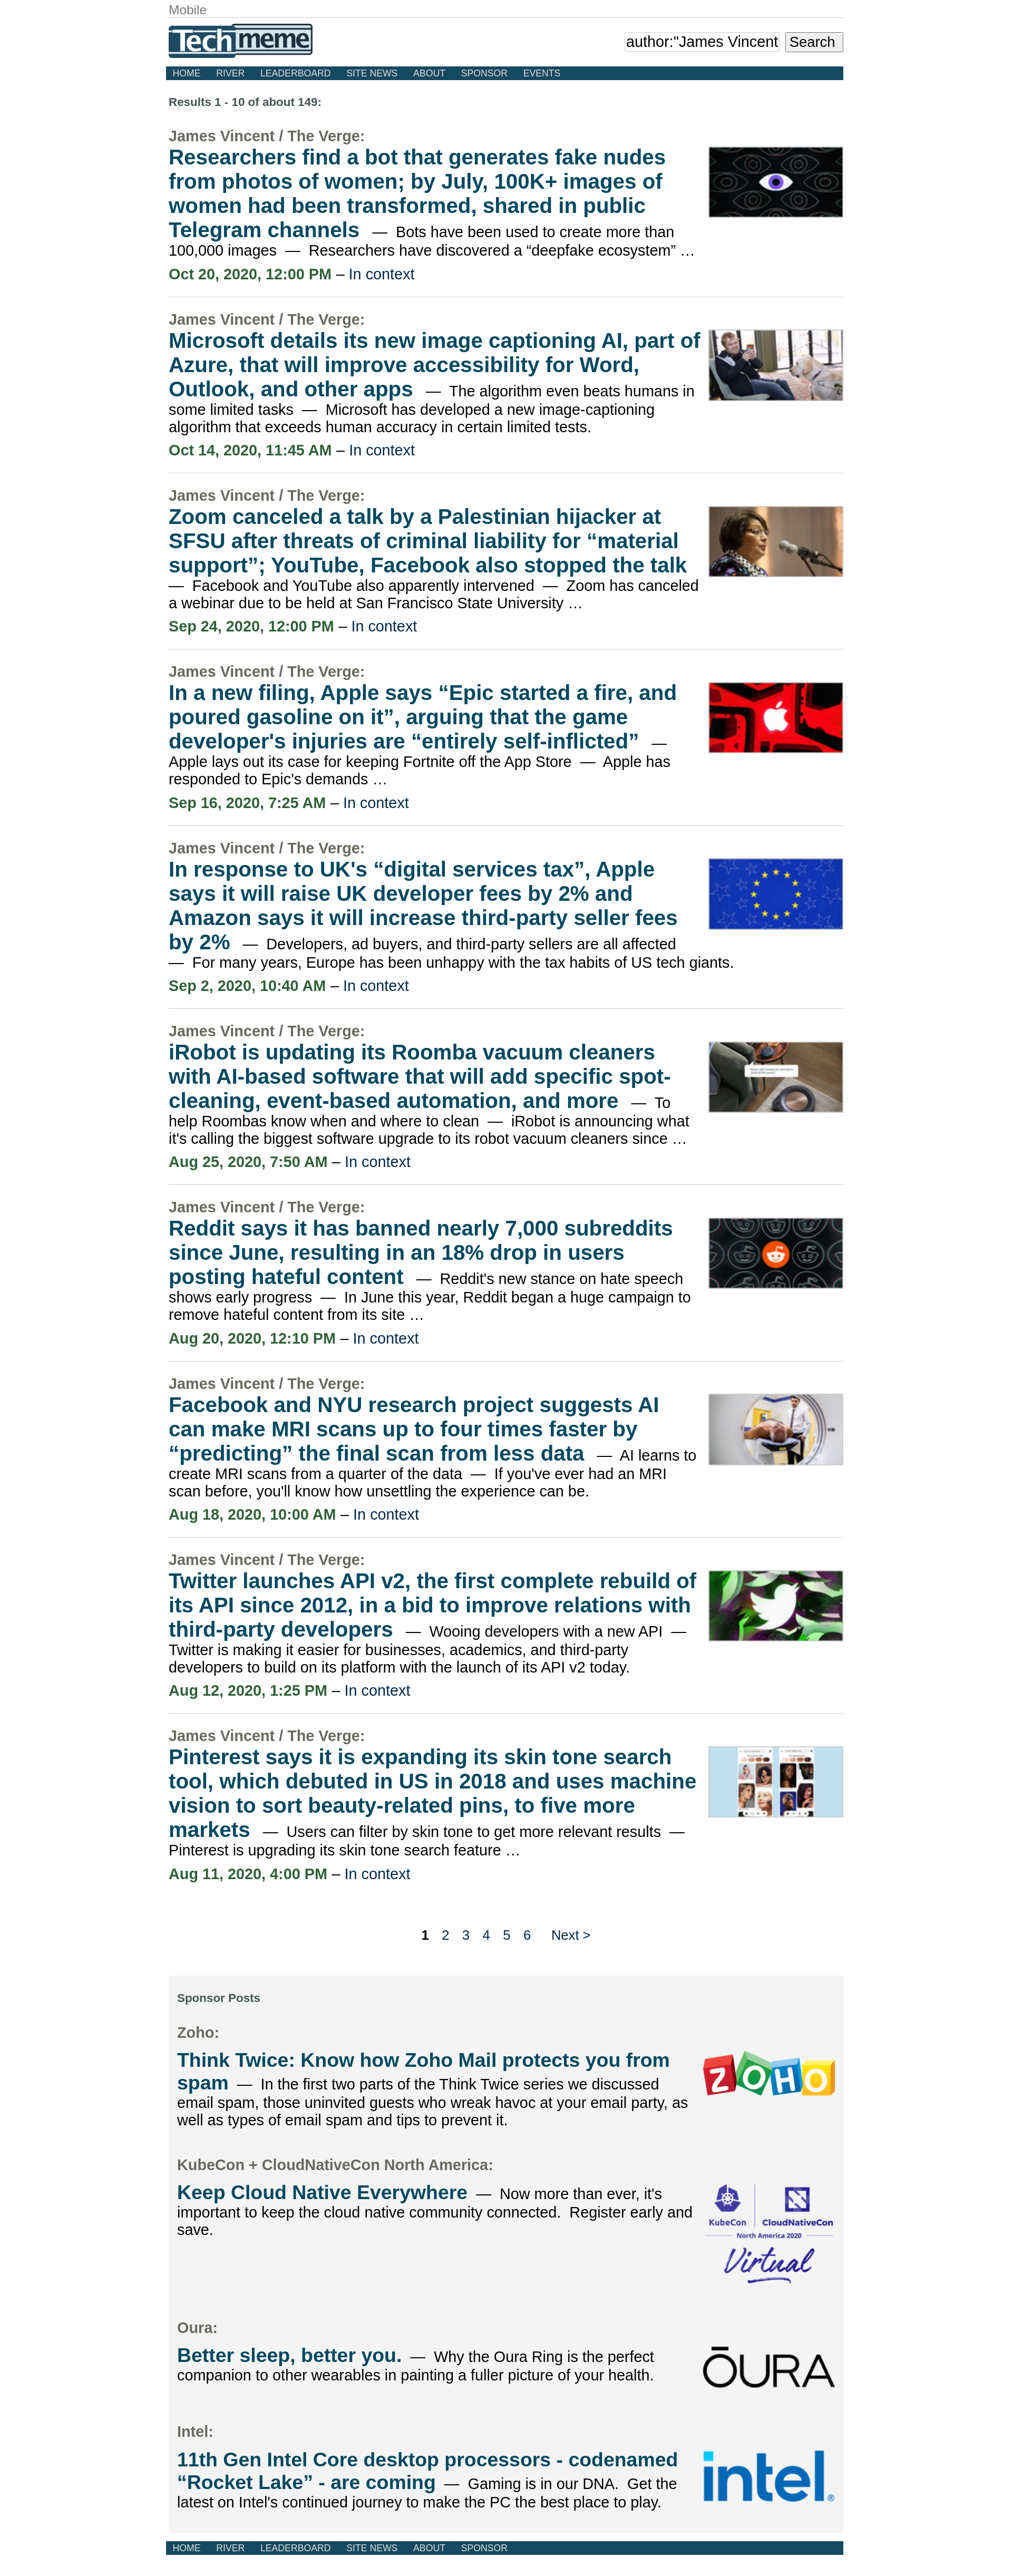 Mobile
Techmeme
author:"James Vincent
Search
HOME RIVER LEADERBOARD SITE NEWS ABOUT SPONSOR EVENTS
Results 1 - 10 of about 149:
James Vincent / The Verge:
Researchers find a bot that generates fake nudes
from photos of women; by July, 100K+ images of
women had been transformed, shared in public
Telegram channels — Bots have been used to create more than
100,000 images — Researchers have discovered a “deepfake ecosystem” …
Oct 20, 2020, 12:00 PM – In context
James Vincent / The Verge:
Microsoft details its new image captioning AI, part of
Azure, that will improve accessibility for Word,
Outlook, and other apps — The algorithm even beats humans in
some limited tasks — Microsoft has developed a new image-captioning
algorithm that exceeds human accuracy in certain limited tests.
Oct 14, 2020, 11:45 AM – In context
James Vincent / The Verge:
Zoom canceled a talk by a Palestinian hijacker at
SFSU after threats of criminal liability for “material
support”; YouTube, Facebook also stopped the talk
— Facebook and YouTube also apparently intervened — Zoom has canceled
a webinar due to be held at San Francisco State University …
Sep 24, 2020, 12:00 PM – In context
James Vincent / The Verge:
In a new filing, Apple says “Epic started a fire, and
poured gasoline on it”, arguing that the game
developer's injuries are “entirely self-inflicted” —
Apple lays out its case for keeping Fortnite off the App Store — Apple has
responded to Epic's demands …
Sep 16, 2020, 7:25 AM – In context
James Vincent / The Verge:
In response to UK's “digital services tax”, Apple
says it will raise UK developer fees by 2% and
Amazon says it will increase third-party seller fees
by 2% — Developers, ad buyers, and third-party sellers are all affected
— For many years, Europe has been unhappy with the tax habits of US tech giants.
Sep 2, 2020, 10:40 AM – In context
James Vincent / The Verge:
iRobot is updating its Roomba vacuum cleaners
with AI-based software that will add specific spot-
cleaning, event-based automation, and more — To
help Roombas know when and where to clean — iRobot is announcing what
it's calling the biggest software upgrade to its robot vacuum cleaners since …
Aug 25, 2020, 7:50 AM – In context
James Vincent / The Verge:
Reddit says it has banned nearly 7,000 subreddits
since June, resulting in an 18% drop in users
posting hateful content — Reddit's new stance on hate speech
shows early progress — In June this year, Reddit began a huge campaign to
remove hateful content from its site …
Aug 20, 2020, 12:10 PM – In context
James Vincent / The Verge:
Facebook and NYU research project suggests AI
can make MRI scans up to four times faster by
“predicting” the final scan from less data — AI learns to
create MRI scans from a quarter of the data — If you've ever had an MRI
scan before, you'll know how unsettling the experience can be.
Aug 18, 2020, 10:00 AM – In context
James Vincent / The Verge:
Twitter launches API v2, the first complete rebuild of
its API since 2012, in a bid to improve relations with
third-party developers — Wooing developers with a new API —
Twitter is making it easier for businesses, academics, and third-party
developers to build on its platform with the launch of its API v2 today.
Aug 12, 2020, 1:25 PM – In context
James Vincent / The Verge:
Pinterest says it is expanding its skin tone search
tool, which debuted in US in 2018 and uses machine
vision to sort beauty-related pins, to five more
markets — Users can filter by skin tone to get more relevant results —
Pinterest is upgrading its skin tone search feature …
Aug 11, 2020, 4:00 PM – In context
1 2 3 4 5 6 Next >
Sponsor Posts
Zoho:
Think Twice: Know how Zoho Mail protects you from
spam — In the first two parts of the Think Twice series we discussed
email spam, those uninvited guests who wreak havoc at your email party, as
well as types of email spam and tips to prevent it.
ZOHO
KubeCon + CloudNativeCon North America:
Keep Cloud Native Everywhere — Now more than ever, it's
important to keep the cloud native community connected. Register early and
save.
KubeCon CloudNativeCon
North America 2020
Virtual
Oura:
Better sleep, better you. — Why the Oura Ring is the perfect
companion to other wearables in painting a fuller picture of your health.
ŌURA
Intel:
11th Gen Intel Core desktop processors - codenamed
“Rocket Lake” - are coming — Gaming is in our DNA. Get the
latest on Intel's continued journey to make the PC the best place to play.
intel.
HOME RIVER LEADERBOARD SITE NEWS ABOUT SPONSOR